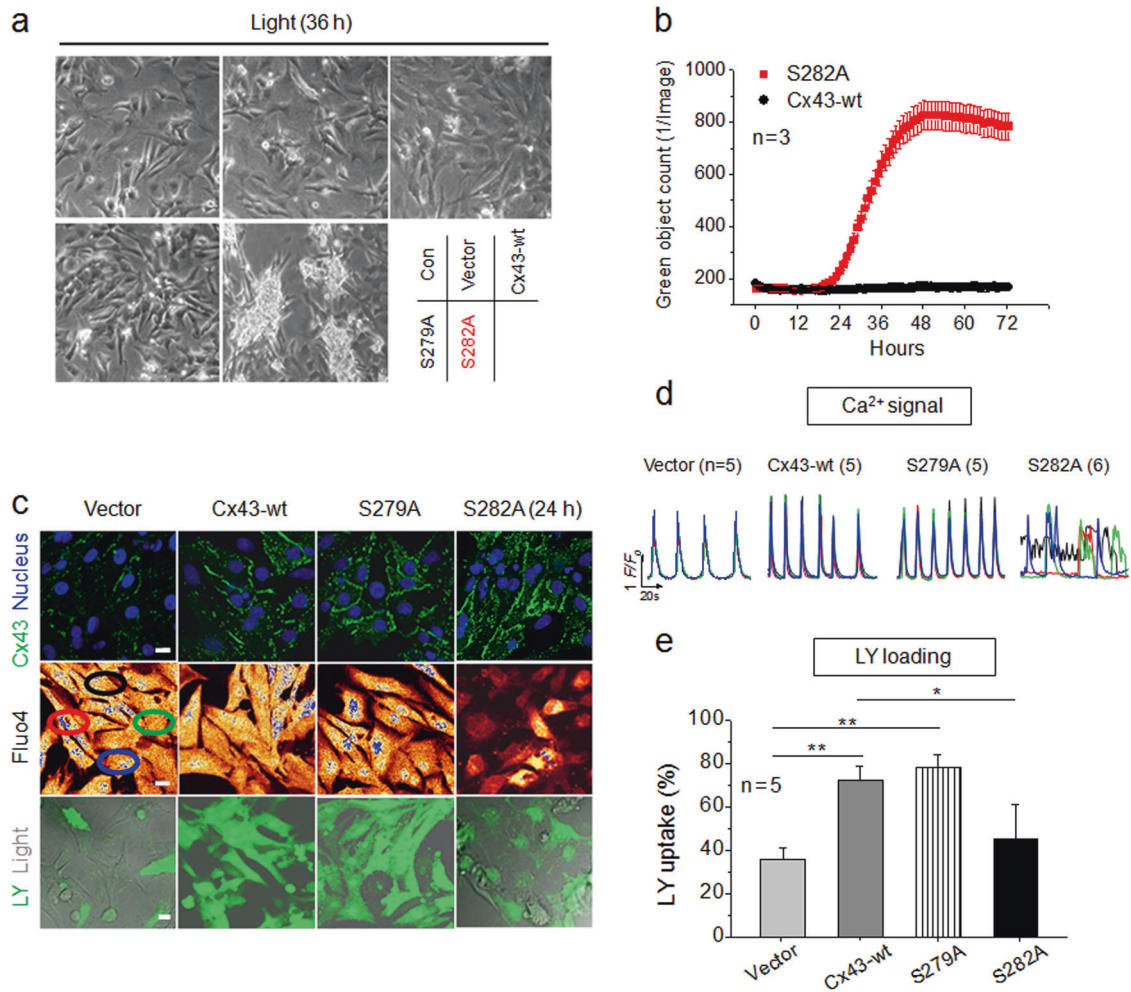 a
Light (36 h)
Con
Vector
Cx43-wt
S279A
S282A
b
Green object count (1/Image)
1000
800
600
400
200
S282A
Cx43-wt
n=3
0 12 24 36 48 60 72
Hours
c
Vector Cx43-wt S279A S282A (24 h)
Cx43 Nucleus
Fluo4
LY Light
d
Ca2+ signal
Vector (n=5) Cx43-wt (5) S279A (5) S282A (6)
1 F/Fo
20s
e
LY loading
LY uptake (%)
100
80
60
40
20
0
n=5
**
**
*
Vector Cx43-wt S279A S282A